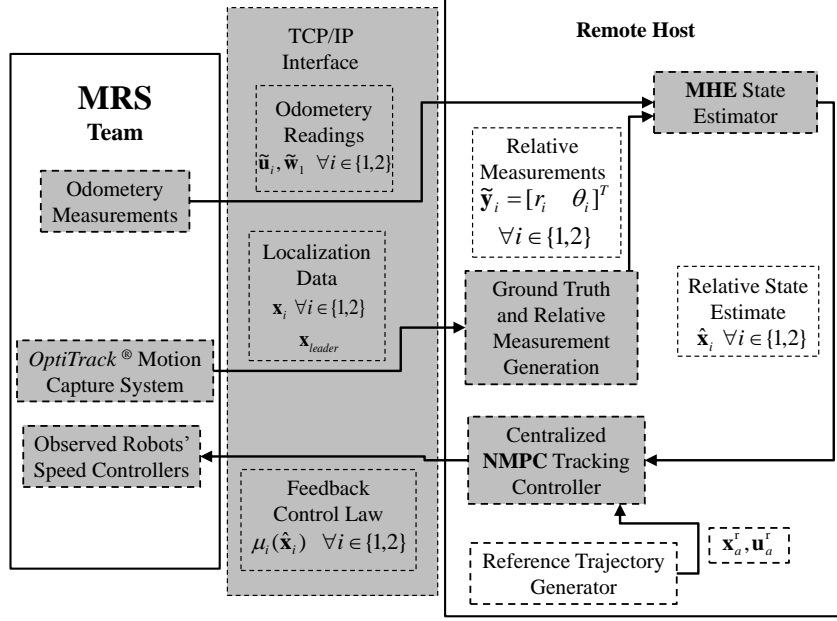 MRS
Team
Odometery
Measurements
OptiTrack ® Motion
Capture System
Observed Robots’
Speed Controllers
TCP/IP
Interface
Odometery
Readings
ũ_i, w̃_1 ∀i∈{1,2}
Localization
Data
x_i ∀i∈{1,2}
x_leader
Feedback
Control Law
μ_i(x̂_i) ∀i∈{1,2}
Remote Host
MHE State
Estimator
Relative
Measurements
ỹ_i = [r_i θ_i]^T
∀i∈{1,2}
Ground Truth
and Relative
Measurement
Generation
Relative State
Estimate
x̂_i ∀i∈{1,2}
Centralized
NMPC Tracking
Controller
x_a^r, u_a^r
Reference Trajectory
Generator